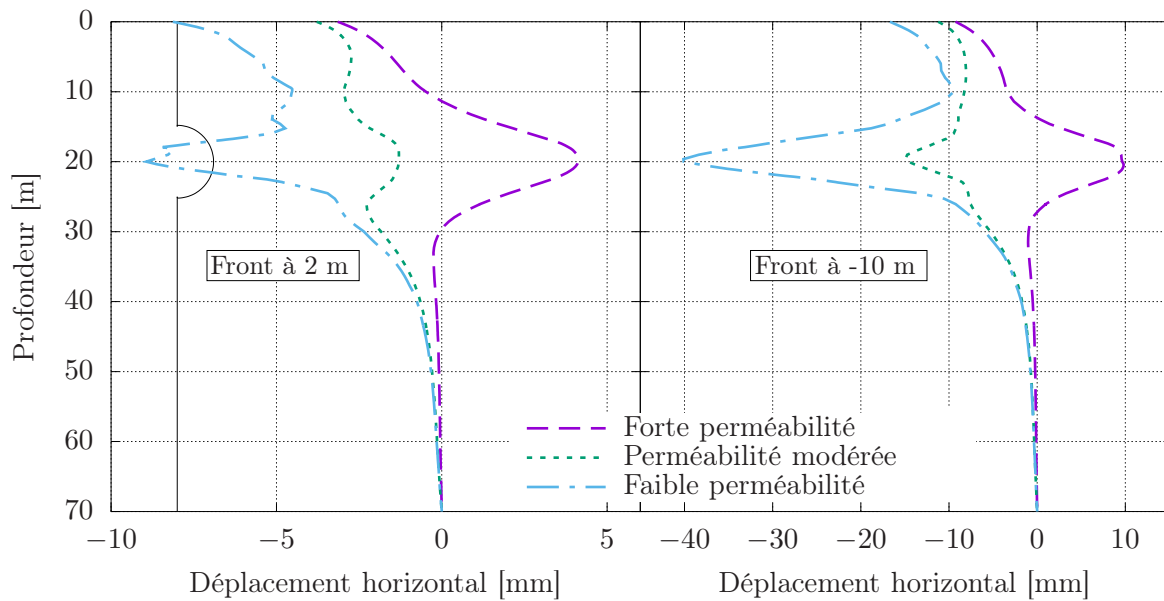 0
10
20
30
40
50
60
70
Profondeur [m]
Front à 2 m
Front à -10 m
Forte perméabilité
Perméabilité modérée
Faible perméabilité
−10 −5 0 5
−40 −30 −20 −10 0 10
Déplacement horizontal [mm]
Déplacement horizontal [mm]